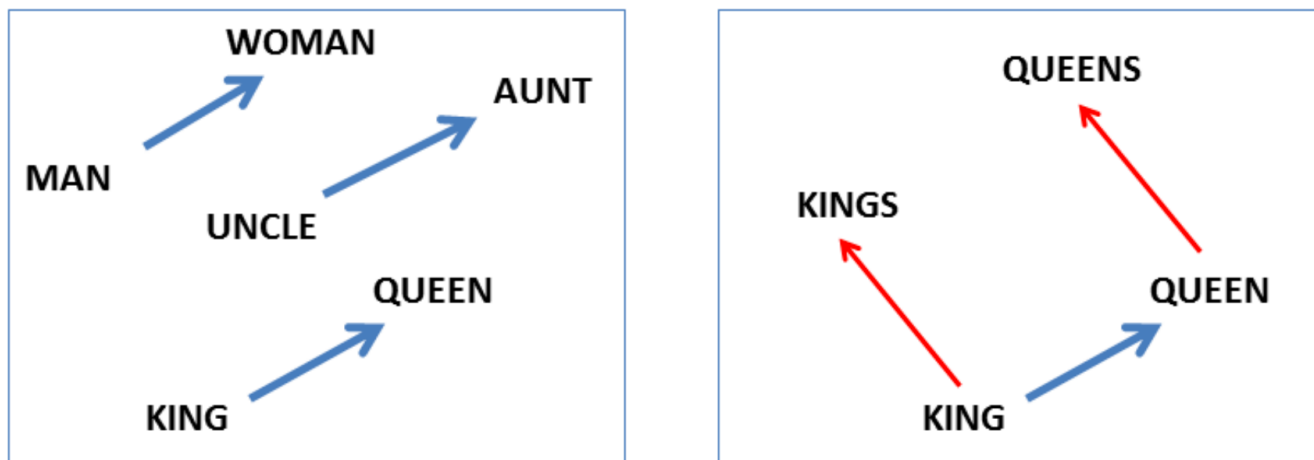 WOMAN
AUNT
MAN
UNCLE
QUEEN
KING
QUEENS
KINGS
QUEEN
KING